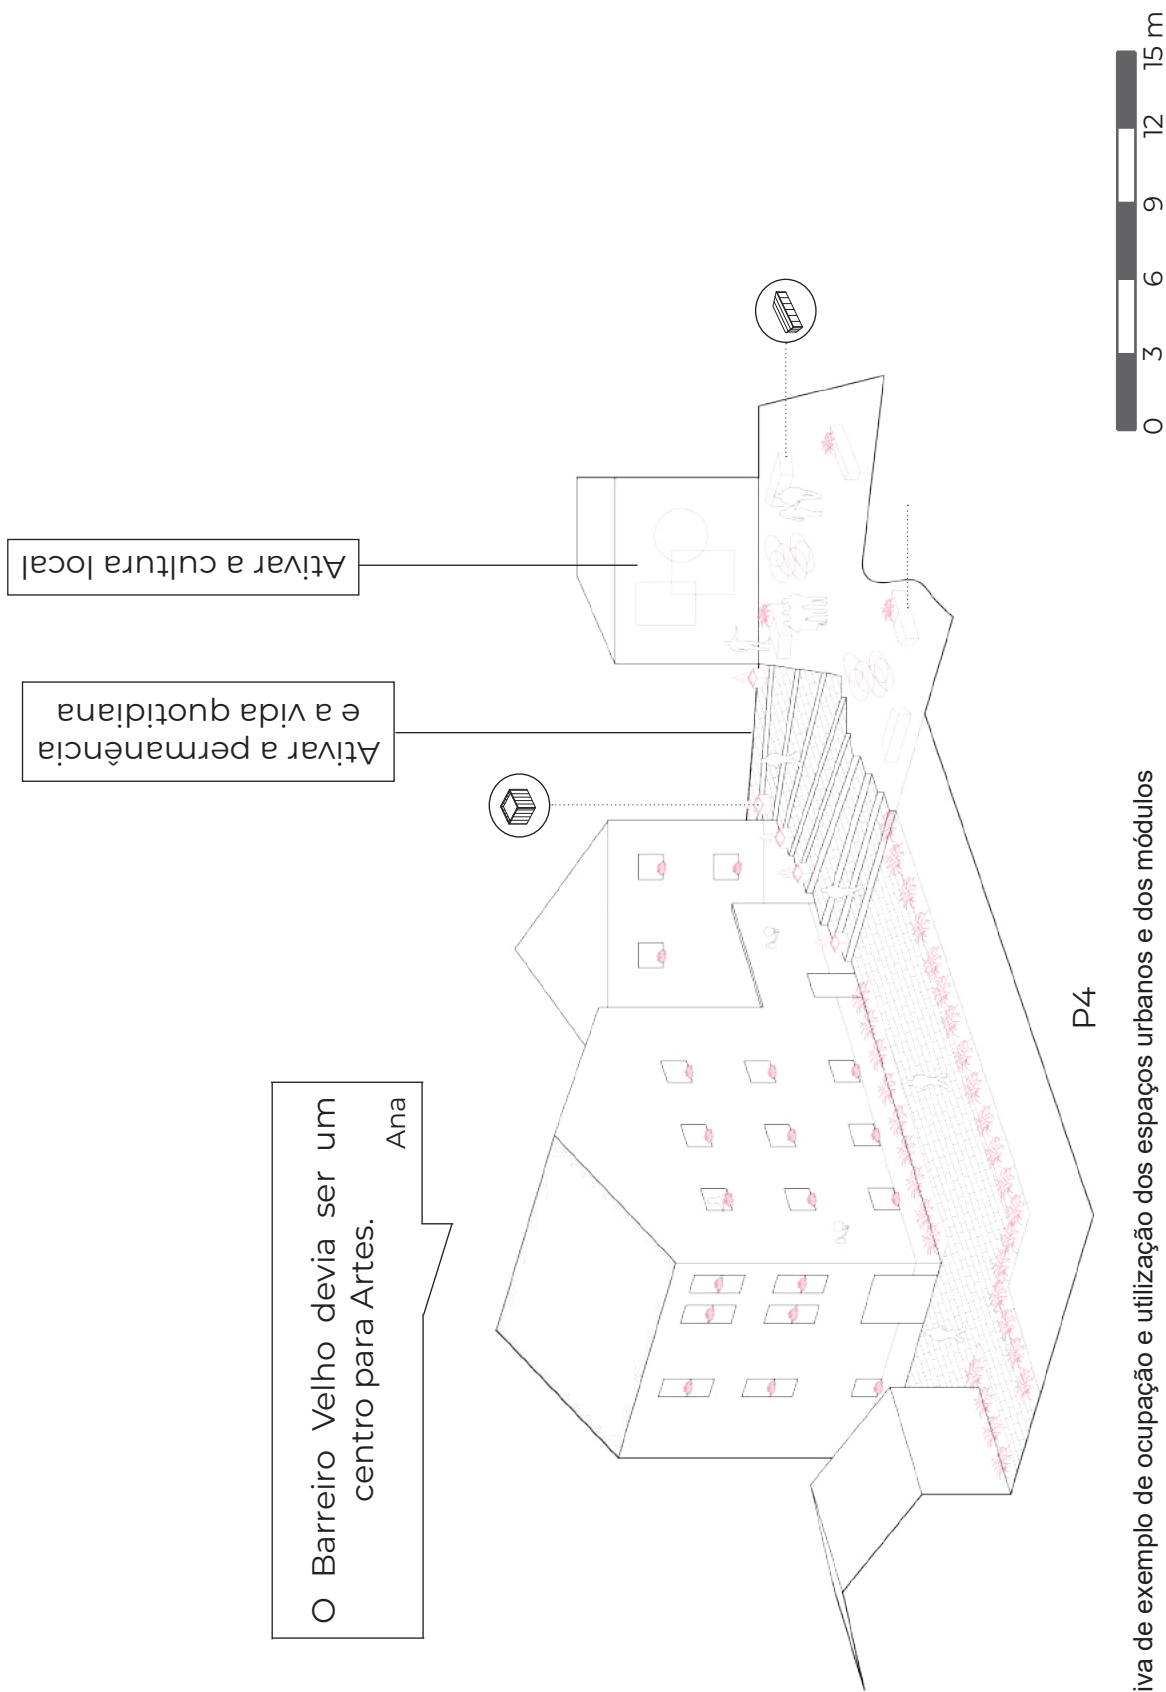 O Barreiro Velho devia ser um
centro para Artes.
Ana
Ativar a permanência
e a vida quotidiana
Ativar a cultura local
P4
0 3 6 9 12 15 m
iva de exemplo de ocupação e utilização dos espaços urbanos e dos módulos